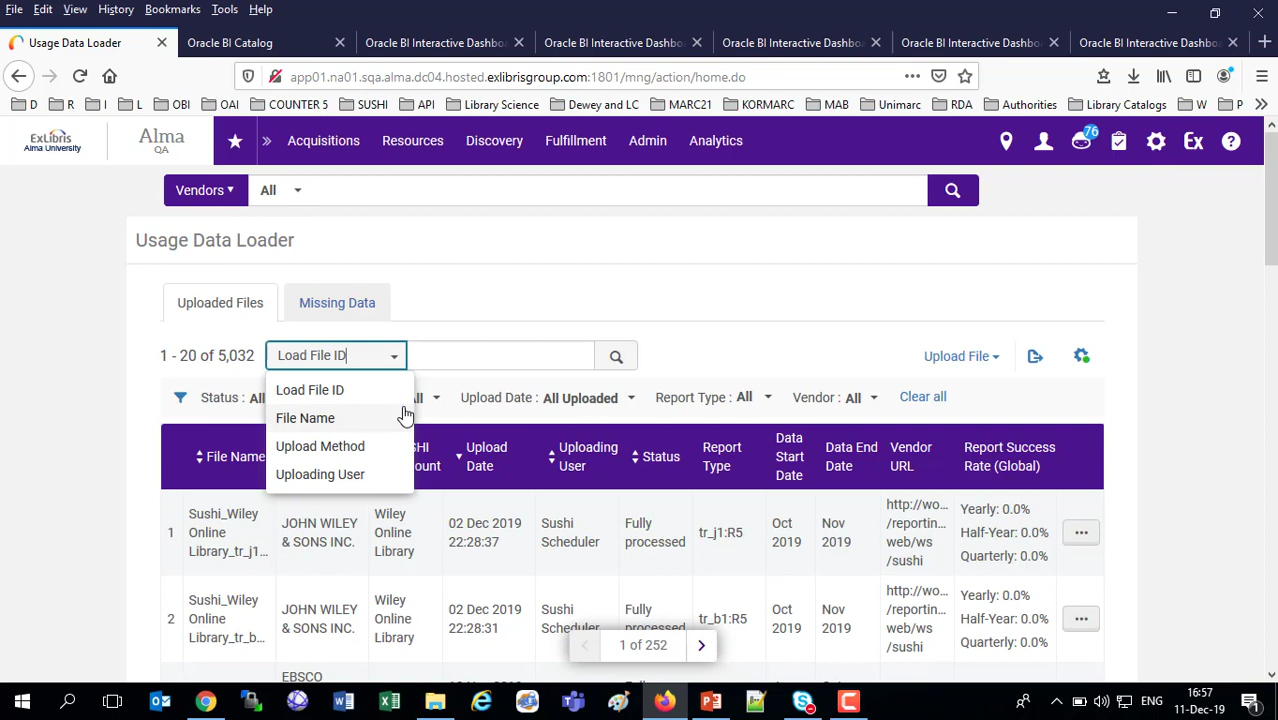 File Edit View History Bookmarks Tools Help
Usage Data Loader
Oracle BI Catalog
Oracle BI Interactive Dashbo
Oracle BI Interactive Dashbo
Oracle BI Interactive Dashbo
Oracle BI Interactive Dashbo
Oracle BI Interactive Dashbo
app01.na01.sqa.alma.dc04.hosted.exlibrisgroup.com:1801/mng/action/home.do
D R I L OBI OAI COUNTER 5 SUSHI API Library Science Dewey and LC MARC21 KORMARC MAB Unimarc RDA Authorities Library Catalogs W P
ExLibris
Alma University
Alma
QA
Acquisitions Resources Discovery Fulfillment Admin Analytics
76
Ex
Vendors
All
Usage Data Loader
Uploaded Files
Missing Data
1 - 20 of 5,032
Load File ID
Upload File
Load File ID
File Name
Upload Method
Uploading User
Status : All
Upload Date : All Uploaded
Report Type : All
Vendor : All
Clear all
File Name
Upload
Date
Uploading
User
Status
Report
Type
Data
Start
Date
Data End
Date
Vendor
URL
Report Success
Rate (Global)
1
Sushi_Wiley
Online
Library_tr_j1...
JOHN WILEY
& SONS INC.
Wiley
Online
Library
02 Dec 2019
22:28:37
Sushi
Scheduler
Fully
processed
tr_j1:R5
Oct
2019
Nov
2019
http://wo...
/reportin...
web/ws
/sushi
Yearly: 0.0%
Half-Year: 0.0%
Quarterly: 0.0%
2
Sushi_Wiley
Online
Library_tr_b...
JOHN WILEY
& SONS INC.
Wiley
Online
Library
02 Dec 2019
22:28:31
Sushi
Scheduler
Fully
processed
tr_b1:R5
Oct
2019
Nov
2019
http://wo...
/reportin...
web/ws
/sushi
Yearly: 0.0%
Half-Year: 0.0%
Quarterly: 0.0%
EBSCO
1 of 252
ENG
16:57
11-Dec-19
1